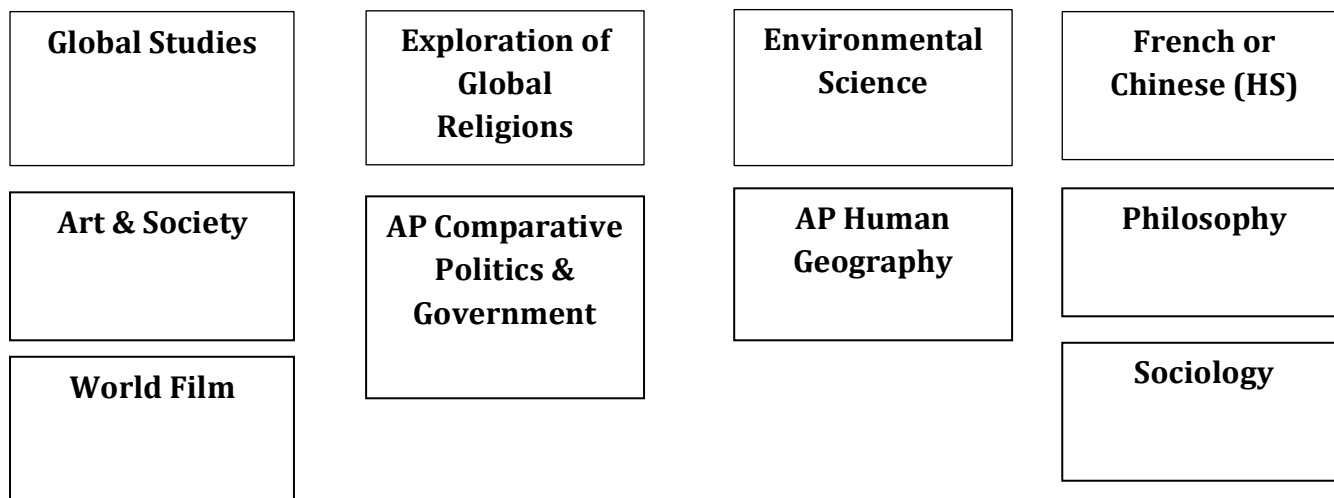 Global Studies
Exploration of
Global
Religions
Environmental
Science
French or
Chinese (HS)
Art & Society
AP Comparative
Politics &
Government
AP Human
Geography
Philosophy
World Film
Sociology